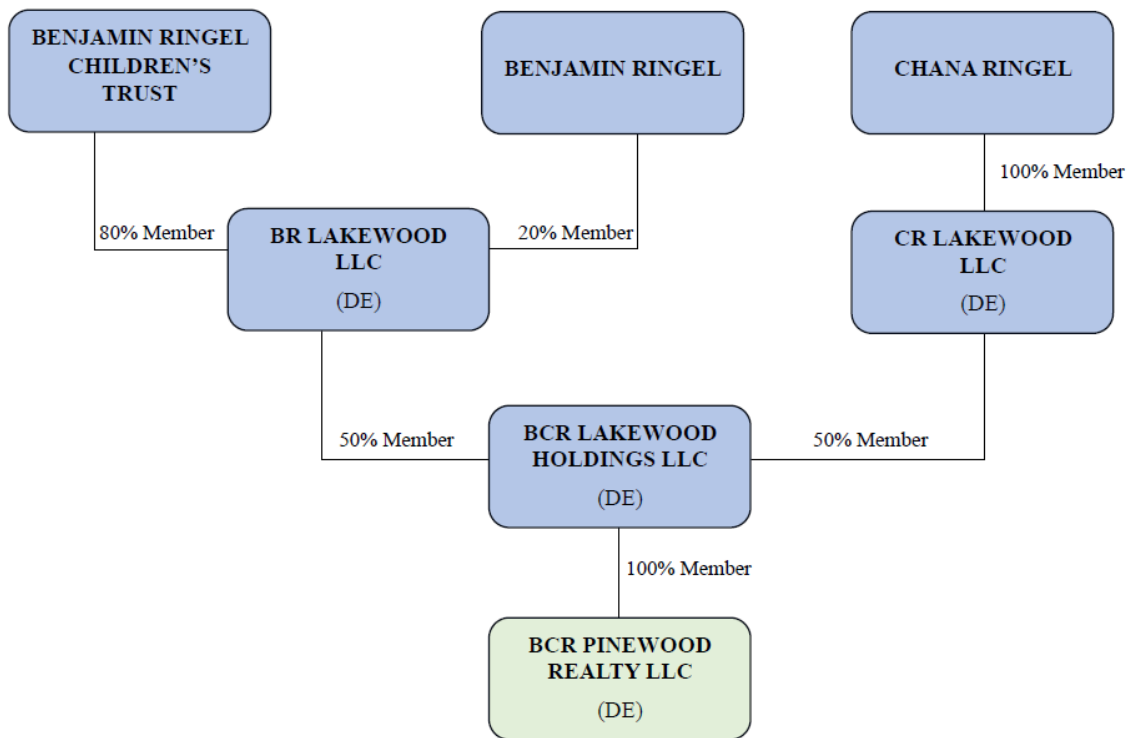 BENJAMIN RINGEL
CHILDREN'S
TRUST
BENJAMIN RINGEL
CHANA RINGEL
100% Member
80% Member
BR LAKEWOOD
LLC
(DE)
20% Member
CR LAKEWOOD
LLC
(DE)
50% Member
BCR LAKEWOOD
HOLDINGS LLC
(DE)
50% Member
100% Member
BCR PINEWOOD
REALTY LLC
(DE)